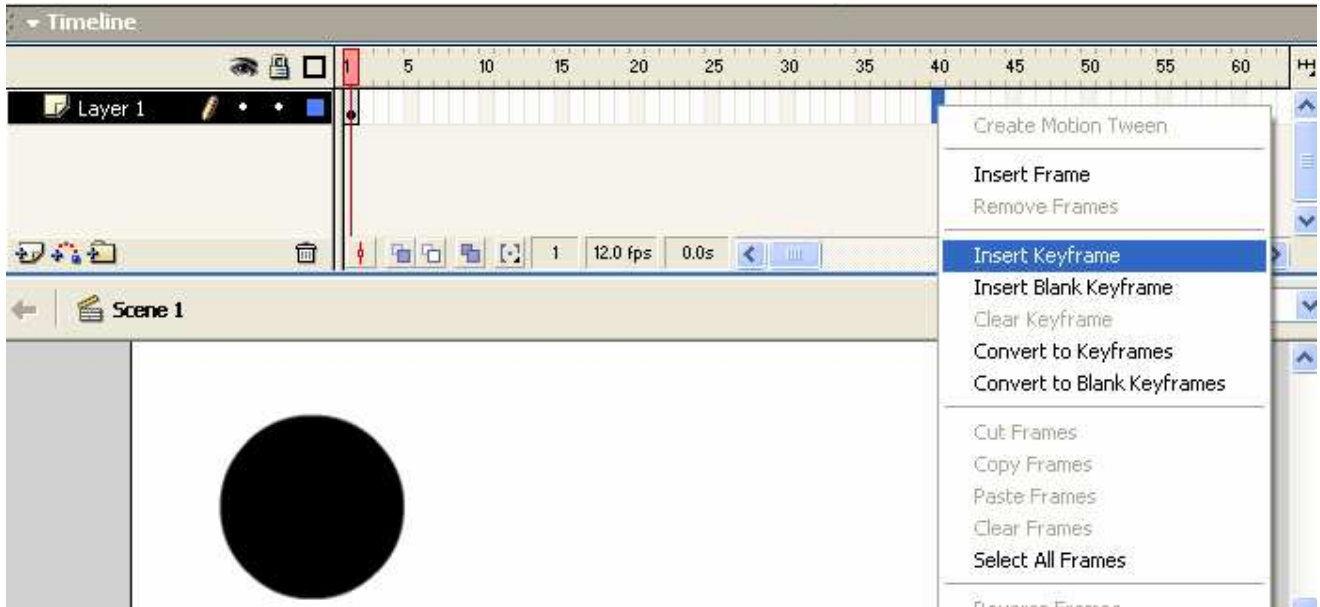 Timeline
1 5 10 15 20 25 30 35 40 45 50 55 60
Layer 1
1 12.0 fps 0.0s
Scene 1
Create Motion Tween
Insert Frame
Remove Frames
Insert Keyframe
Insert Blank Keyframe
Clear Keyframe
Convert to Keyframes
Convert to Blank Keyframes
Cut Frames
Copy Frames
Paste Frames
Clear Frames
Select All Frames